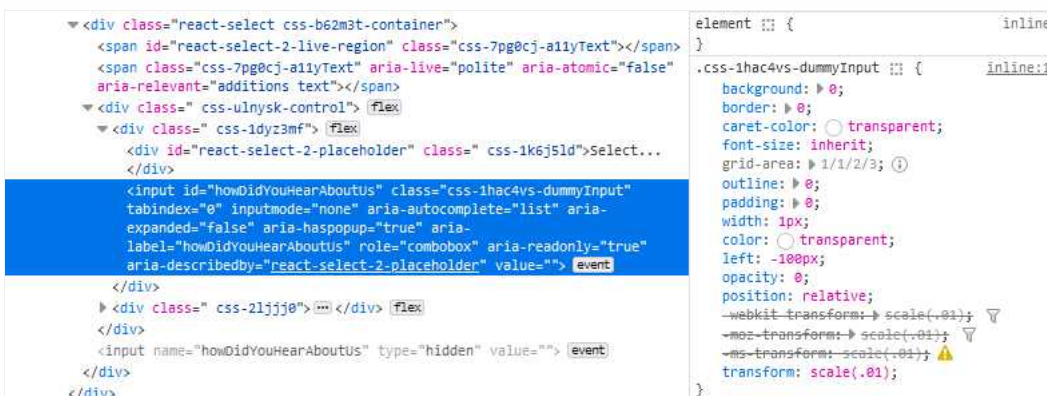 <div class="react-select css-b62m3t-container">
<span id="react-select-2-live-region" class="css-7pg0cj-a11yText"></span>
<span class="css-7pg0cj-a11yText" aria-live="polite" aria-atomic="false"
aria-relevant="additions text"></span>
<div class=" css-ulnysk-control"> flex
<div class=" css-1dyz3mf"> flex
<div id="react-select-2-placeholder" class=" css-1k6j5ld">Select...
</div>
<input id="howDidYouHearAboutUs" class="css-1hac4vs-dummyInput"
tabindex="0" inputmode="none" aria-autocomplete="list" aria-
expanded="false" aria-haspopup="true" aria-
label="howDidYouHearAboutUs" role="combobox" aria-readonly="true"
aria-describedby="react-select-2-placeholder" value=""> event
</div>
<div class=" css-2ljjj0"> ... </div> flex
</div>
<input name="howDidYouHearAboutUs" type="hidden" value=""> event
</div>
</div>
element { inline
}
.css-1hac4vs-dummyInput { inline:1
background: 0;
border: 0;
caret-color: transparent;
font-size: inherit;
grid-area: 1/1/2/3;
outline: 0;
padding: 0;
width: 1px;
color: transparent;
left: -100px;
opacity: 0;
position: relative;
-webkit-transform: scale(.01);
-moz-transform: scale(.01);
-ms-transform: scale(.01);
transform: scale(.01);
}